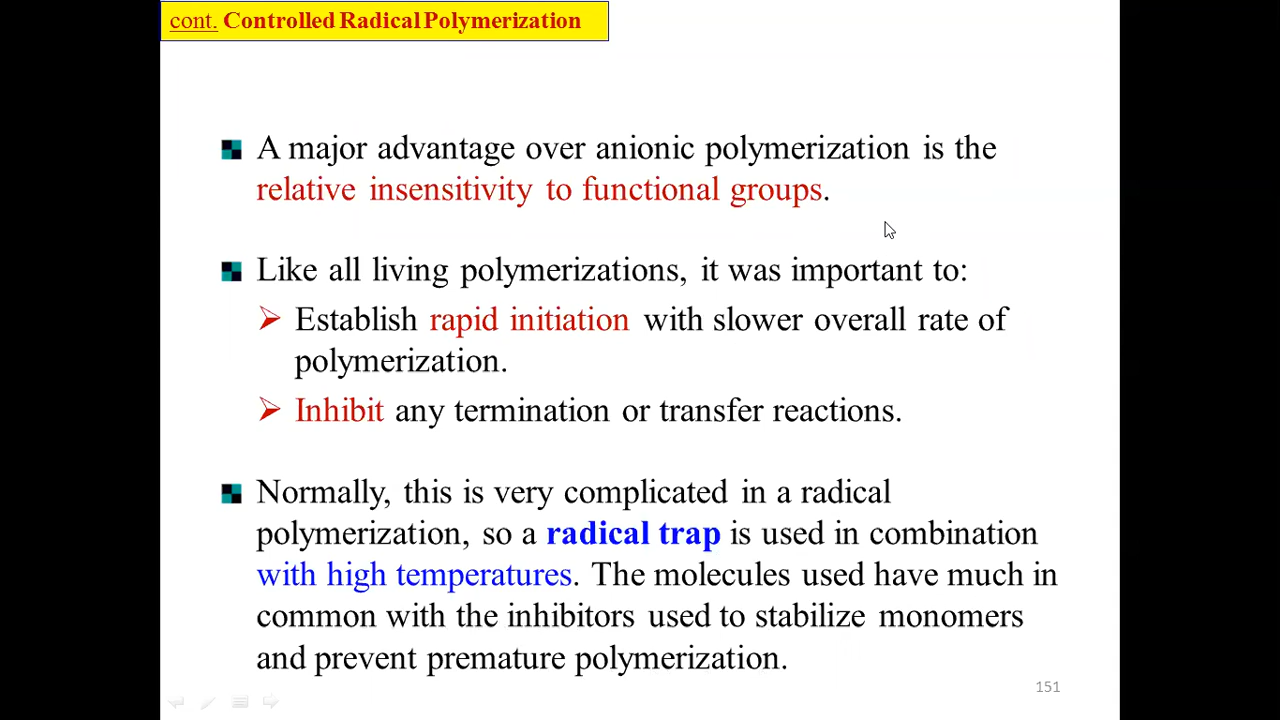 cont. Controlled Radical Polymerization
A major advantage over anionic polymerization is the
relative insensitivity to functional groups.
Like all living polymerizations, it was important to:
Establish rapid initiation with slower overall rate of
polymerization.
Inhibit any termination or transfer reactions.
Normally, this is very complicated in a radical
polymerization, so a radical trap is used in combination
with high temperatures. The molecules used have much in
common with the inhibitors used to stabilize monomers
and prevent premature polymerization.
151